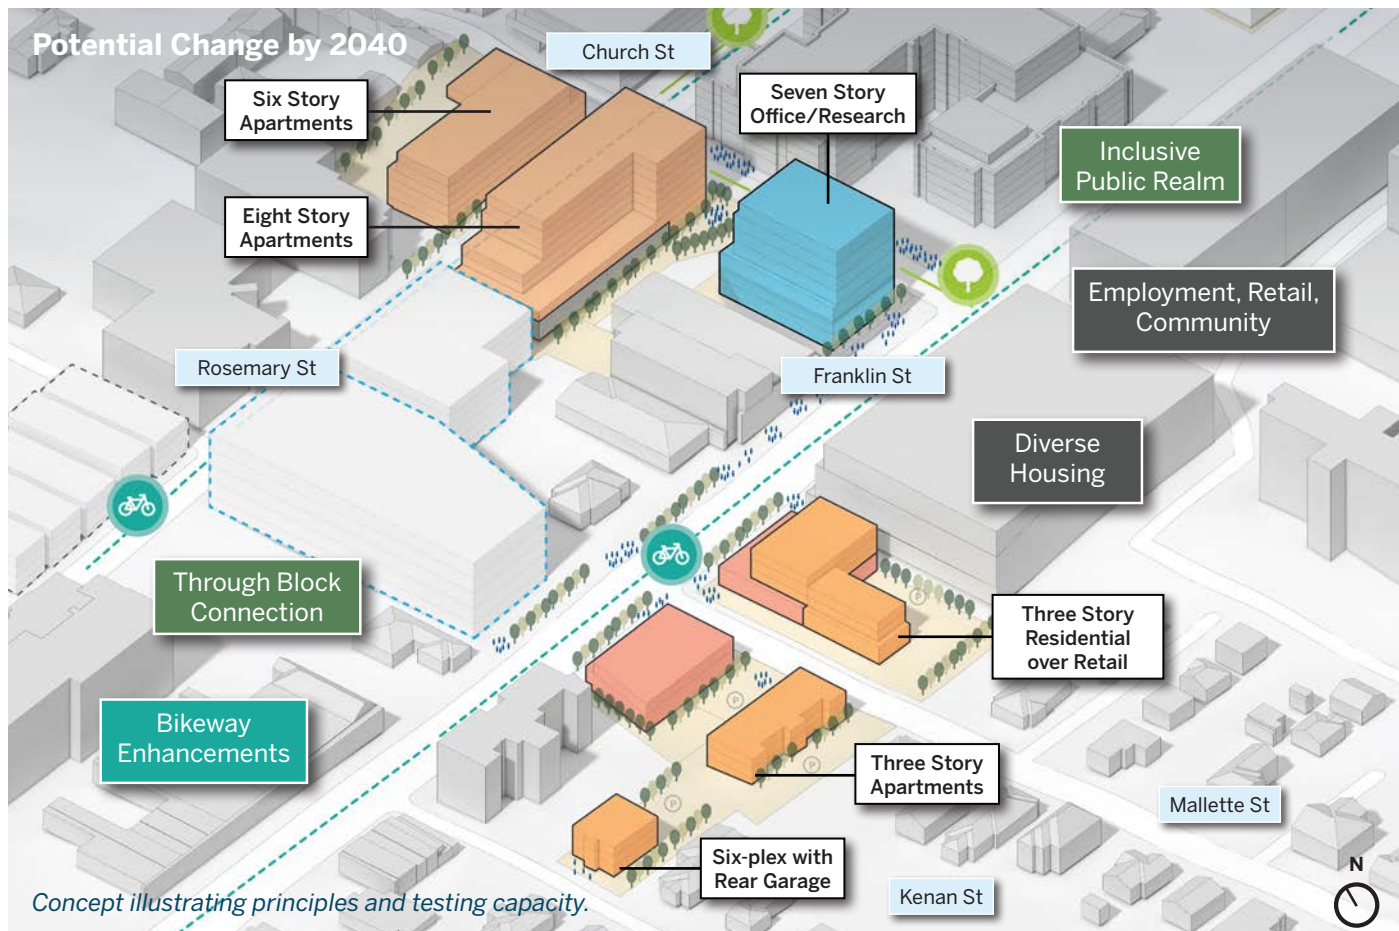 Potential Change by 2040
Church St
Six Story
Apartments
Seven Story
Office/Research
Inclusive
Public Realm
Eight Story
Apartments
Employment, Retail,
Community
Rosemary St
Franklin St
Diverse
Housing
Through Block
Connection
P
Three Story
Residential
over Retail
Bikeway
Enhancements
P
Three Story
Apartments
P
Mallette St
P
Six-plex with
Rear Garage
Kenan St
N
Concept illustrating principles and testing capacity.